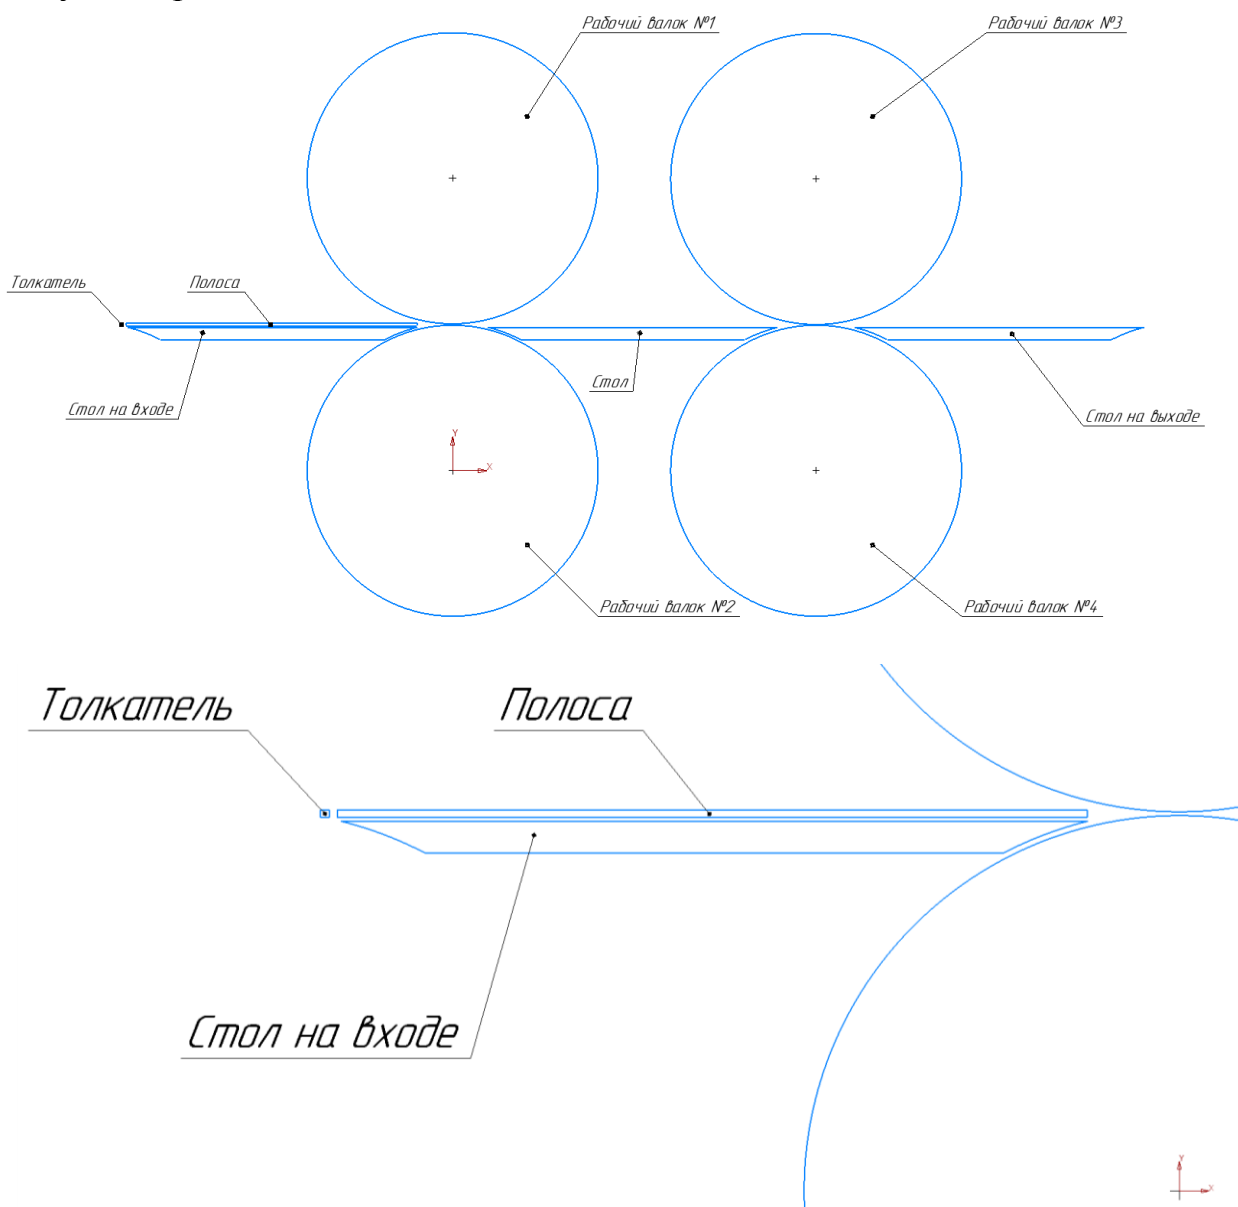 Рабочий валок №1
Рабочий валок №3
Толкатель
Полоса
Стол
Стол на входе
Стол на выходе
Y
X
Рабочий валок №2
Рабочий валок №4
Толкатель
Полоса
Стол на входе
Y
X